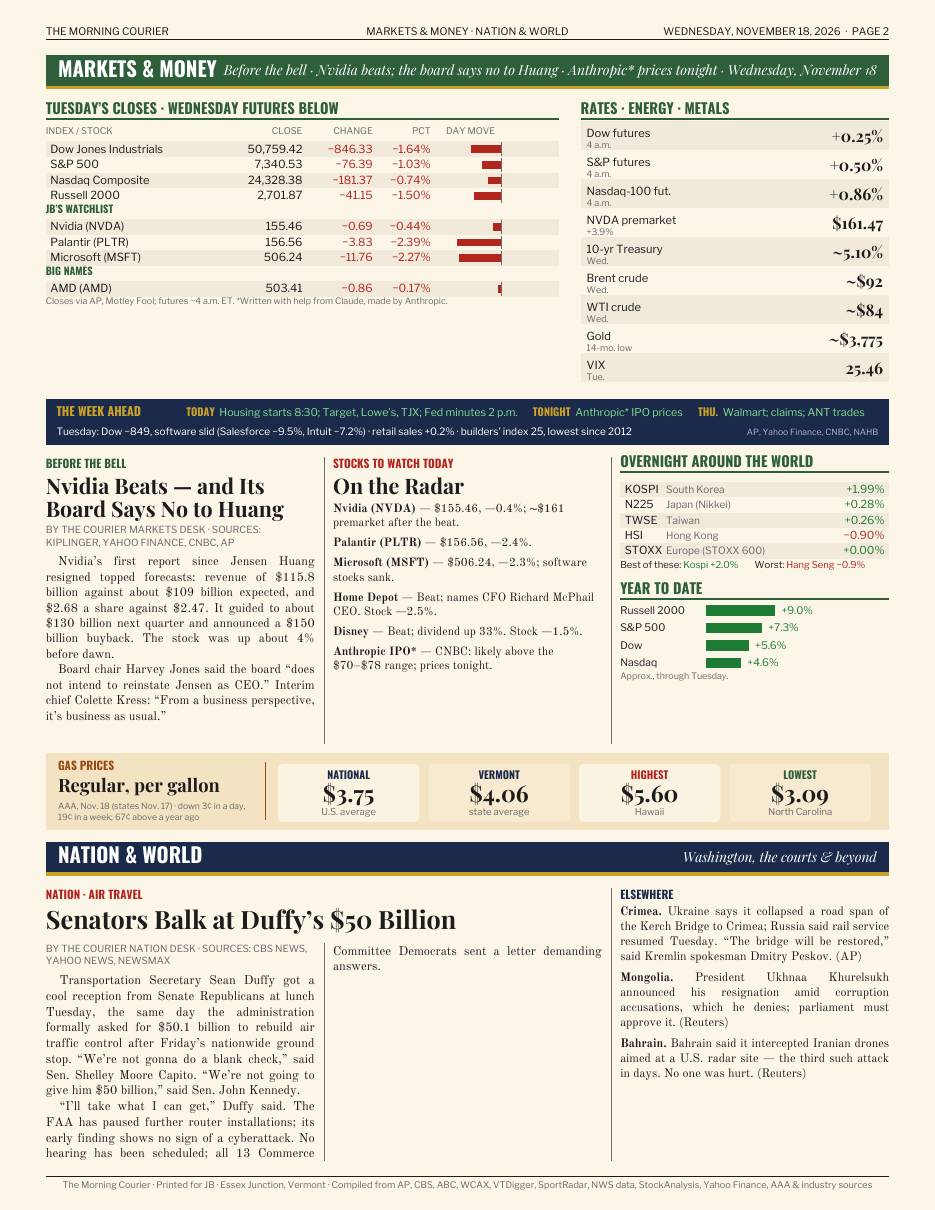 THE MORNING COURIER
MARKETS & MONEY · NATION & WORLD
WEDNESDAY, NOVEMBER 18, 2026 · PAGE 2
MARKETS & MONEY
Before the bell · Nvidia beats; the board says no to Huang · Anthropic* prices tonight · Wednesday, November 18
TUESDAY'S CLOSES · WEDNESDAY FUTURES BELOW
INDEX / STOCK CLOSE CHANGE PCT DAY MOVE
Dow Jones Industrials 50,759.42 −846.33 −1.64%
S&P 500 7,340.53 −76.39 −1.03%
Nasdaq Composite 24,328.38 −181.37 −0.74%
Russell 2000 2,701.87 −41.15 −1.50%
JB'S WATCHLIST
Nvidia (NVDA) 155.46 −0.69 −0.44%
Palantir (PLTR) 156.56 −3.83 −2.39%
Microsoft (MSFT) 506.24 −11.76 −2.27%
BIG NAMES
AMD (AMD) 503.41 −0.86 −0.17%
Closes via AP, Motley Fool; futures ~4 a.m. ET. *Written with help from Claude, made by Anthropic.
RATES · ENERGY · METALS
Dow futures +0.25%
4 a.m.
S&P futures +0.50%
4 a.m.
Nasdaq-100 fut. +0.86%
4 a.m.
NVDA premarket $161.47
+3.9%
10-yr Treasury ~5.10%
Wed.
Brent crude ~$92
Wed.
WTI crude ~$84
Wed.
Gold ~$3,775
14-mo. low
VIX 25.46
Tue.
THE WEEK AHEAD TODAY Housing starts 8:30; Target, Lowe's, TJX; Fed minutes 2 p.m. TONIGHT Anthropic* IPO prices THU. Walmart; claims; ANT trades
Tuesday: Dow −849, software slid (Salesforce −9.5%, Intuit −7.2%) · retail sales +0.2% · builders' index 25, lowest since 2012
AP, Yahoo Finance, CNBC, NAHB
BEFORE THE BELL
Nvidia Beats — and Its
Board Says No to Huang
BY THE COURIER MARKETS DESK · SOURCES:
KIPLINGER, YAHOO FINANCE, CNBC, AP
Nvidia's first report since Jensen Huang
resigned topped forecasts: revenue of $115.8
billion against about $109 billion expected, and
$2.68 a share against $2.47. It guided to about
$130 billion next quarter and announced a $150
billion buyback. The stock was up about 4%
before dawn.
Board chair Harvey Jones said the board “does
not intend to reinstate Jensen as CEO.” Interim
chief Colette Kress: “From a business perspective,
it's business as usual.”
STOCKS TO WATCH TODAY
On the Radar
Nvidia (NVDA) — $155.46, —0.4%; ~$161
premarket after the beat.
Palantir (PLTR) — $156.56, —2.4%.
Microsoft (MSFT) — $506.24, —2.3%; software
stocks sank.
Home Depot — Beat; names CFO Richard McPhail
CEO. Stock —2.5%.
Disney — Beat; dividend up 33%. Stock —1.5%.
Anthropic IPO* — CNBC: likely above the
$70–$78 range; prices tonight.
OVERNIGHT AROUND THE WORLD
KOSPI South Korea +1.99%
N225 Japan (Nikkei) +0.28%
TWSE Taiwan +0.26%
HSI Hong Kong −0.90%
STOXX Europe (STOXX 600) +0.00%
Best of these: Kospi +2.0% Worst: Hang Seng −0.9%
YEAR TO DATE
Russell 2000 +9.0%
S&P 500 +7.3%
Dow +5.6%
Nasdaq +4.6%
Approx., through Tuesday.
GAS PRICES
Regular, per gallon
AAA, Nov. 18 (states Nov. 17) · down 3¢ in a day,
19¢ in a week; 67¢ above a year ago
NATIONAL
$3.75
U.S. average
VERMONT
$4.06
state average
HIGHEST
$5.60
Hawaii
LOWEST
$3.09
North Carolina
NATION & WORLD
Washington, the courts & beyond
NATION · AIR TRAVEL
Senators Balk at Duffy's $50 Billion
BY THE COURIER NATION DESK · SOURCES: CBS NEWS,
YAHOO NEWS, NEWSMAX
Transportation Secretary Sean Duffy got a
cool reception from Senate Republicans at lunch
Tuesday, the same day the administration
formally asked for $50.1 billion to rebuild air
traffic control after Friday's nationwide ground
stop. “We're not gonna do a blank check,” said
Sen. Shelley Moore Capito. “We're not going to
give him $50 billion,” said Sen. John Kennedy.
“I'll take what I can get,” Duffy said. The
FAA has paused further router installations; its
early finding shows no sign of a cyberattack. No
hearing has been scheduled; all 13 Commerce
Committee Democrats sent a letter demanding
answers.
ELSEWHERE
Crimea. Ukraine says it collapsed a road span of
the Kerch Bridge to Crimea; Russia said rail service
resumed Tuesday. “The bridge will be restored,”
said Kremlin spokesman Dmitry Peskov. (AP)
Mongolia. President Ukhnaa Khurelsukh
announced his resignation amid corruption
accusations, which he denies; parliament must
approve it. (Reuters)
Bahrain. Bahrain said it intercepted Iranian drones
aimed at a U.S. radar site — the third such attack
in days. No one was hurt. (Reuters)
The Morning Courier · Printed for JB · Essex Junction, Vermont · Compiled from AP, CBS, ABC, WCAX, VTDigger, SportRadar, NWS data, StockAnalysis, Yahoo Finance, AAA & industry sources